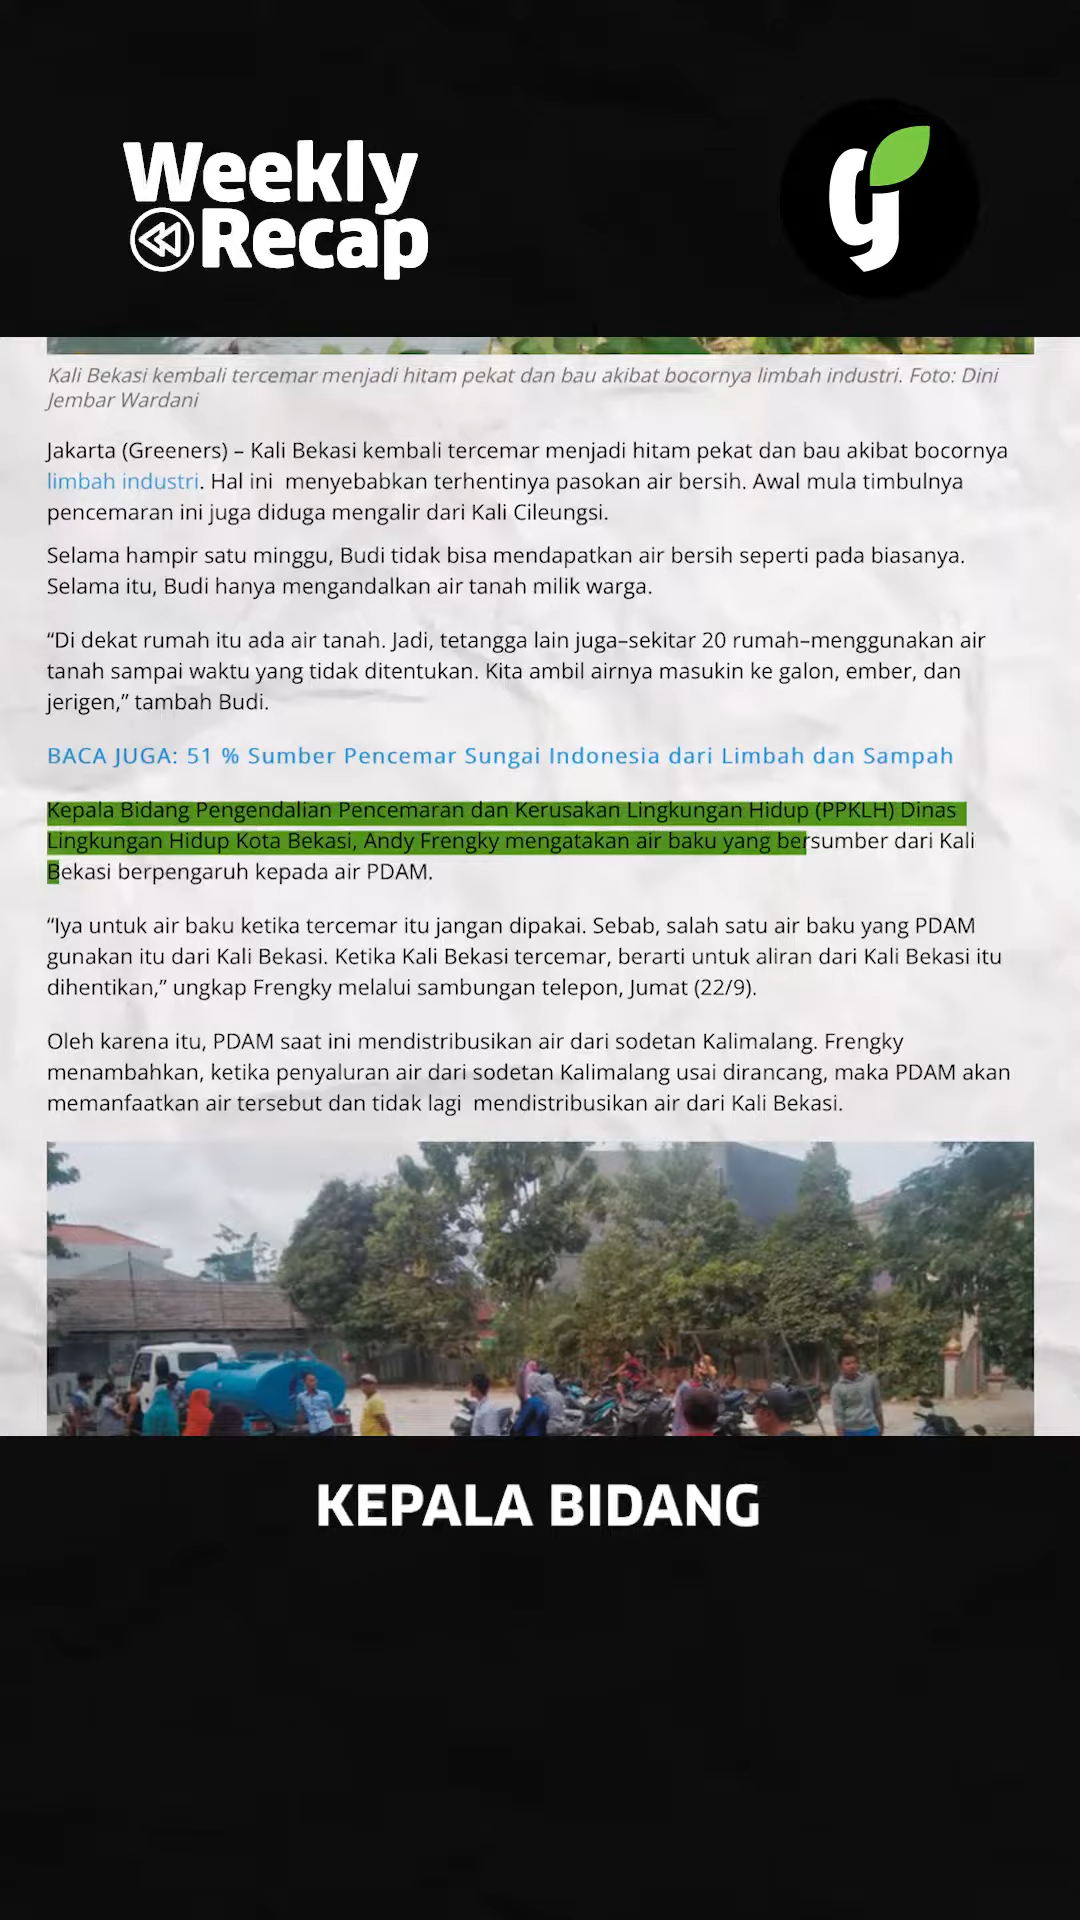 Weekly
Recap
g
Kali Bekasi kembali tercemar menjadi hitam pekat dan bau akibat bocornya limbah industri. Foto: Dini
Jembar Wardani
Jakarta (Greeners) – Kali Bekasi kembali tercemar menjadi hitam pekat dan bau akibat bocornya
limbah industri. Hal ini  menyebabkan terhentinya pasokan air bersih. Awal mula timbulnya
pencemaran ini juga diduga mengalir dari Kali Cileungsi.
Selama hampir satu minggu, Budi tidak bisa mendapatkan air bersih seperti pada biasanya.
Selama itu, Budi hanya mengandalkan air tanah milik warga.
“Di dekat rumah itu ada air tanah. Jadi, tetangga lain juga–sekitar 20 rumah–menggunakan air
tanah sampai waktu yang tidak ditentukan. Kita ambil airnya masukin ke galon, ember, dan
jerigen,” tambah Budi.
BACA JUGA: 51 % Sumber Pencemar Sungai Indonesia dari Limbah dan Sampah
Kepala Bidang Pengendalian Pencemaran dan Kerusakan Lingkungan Hidup (PPKLH) Dinas
Lingkungan Hidup Kota Bekasi, Andy Frengky mengatakan air baku yang bersumber dari Kali
Bekasi berpengaruh kepada air PDAM.
“Iya untuk air baku ketika tercemar itu jangan dipakai. Sebab, salah satu air baku yang PDAM
gunakan itu dari Kali Bekasi. Ketika Kali Bekasi tercemar, berarti untuk aliran dari Kali Bekasi itu
dihentikan,” ungkap Frengky melalui sambungan telepon, Jumat (22/9).
Oleh karena itu, PDAM saat ini mendistribusikan air dari sodetan Kalimalang. Frengky
menambahkan, ketika penyaluran air dari sodetan Kalimalang usai dirancang, maka PDAM akan
memanfaatkan air tersebut dan tidak lagi  mendistribusikan air dari Kali Bekasi.
KEPALA BIDANG